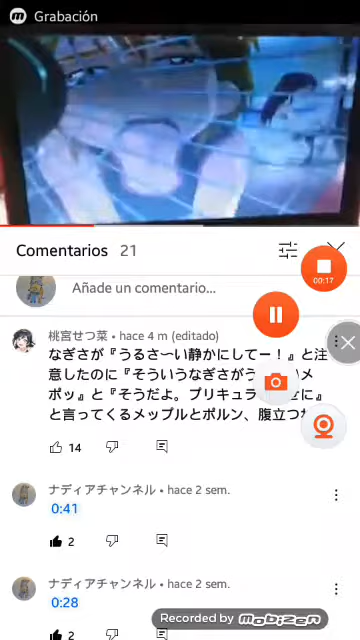 Grabación
Comentarios 21
00:17
Añade un comentario...
桃宮せつ菜 • hace 4 m (editado)
なぎさが『うるさ〜い静かにしてー！』と注
意したのに『そういうなぎさがう
メ
ポッ』と『そうだよ。プリキュラ
に』
と言ってくるメップルとポルン、腹立つ
14
ナディアチャンネル • hace 2 sem.
0:41
2
ナディアチャンネル • hace 2 sem.
0:28
2
Recorded by mobizen